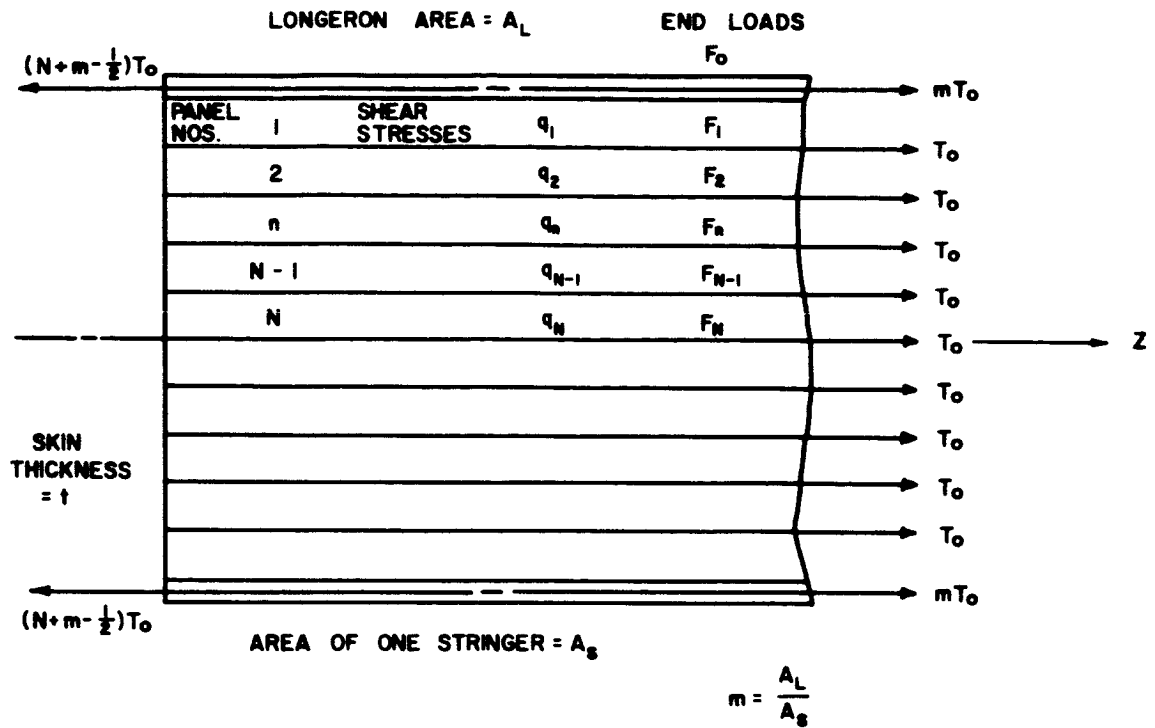 LONGERON AREA = A_L
END LOADS
(N+m-1/2)T₀
F₀
mT₀
PANEL NOS. 1 SHEAR STRESSES q₁ F₁
T₀
2 q₂ F₂
T₀
n qₙ Fₙ
T₀
N-1 q_N-1 F_N-1
T₀
N q_N F_N
T₀ Z
T₀
T₀
SKIN
THICKNESS
= t
T₀
T₀
mT₀
(N+m-1/2)T₀
AREA OF ONE STRINGER = A_s
m = A_L/A_s